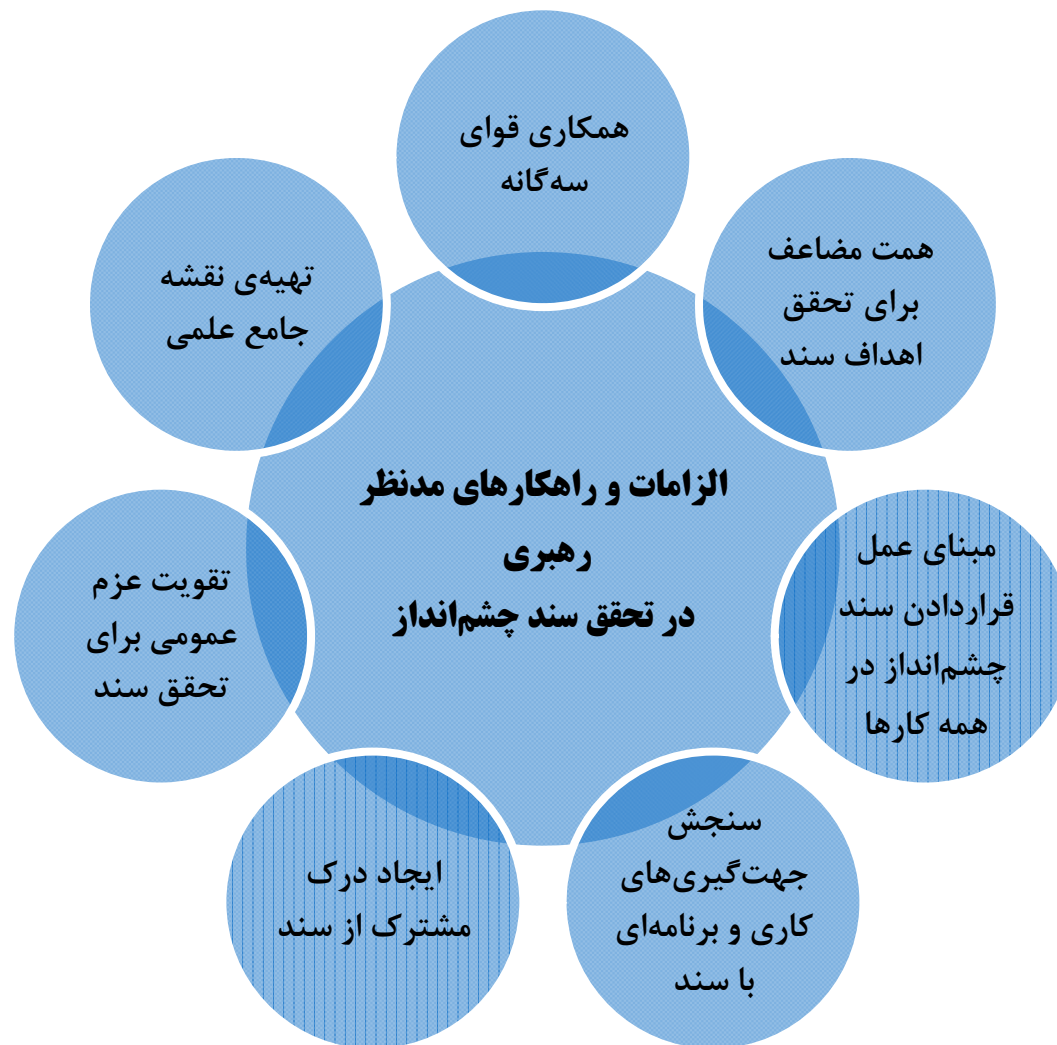 همکاری قوای
سه‌گانه
همت مضاعف
برای تحقق
اهداف سند
تهیه‌ی نقشه
جامع علمی
الزامات و راهکارهای مدنظر
رهبری
در تحقق سند چشم‌انداز
مبنای عمل
قراردادن سند
چشم‌انداز در
همه کارها
تقویت عزم
عمومی برای
تحقق سند
سنجش
جهت‌گیری‌های
کاری و برنامه‌ای
با سند
ایجاد درک
مشترک از سند